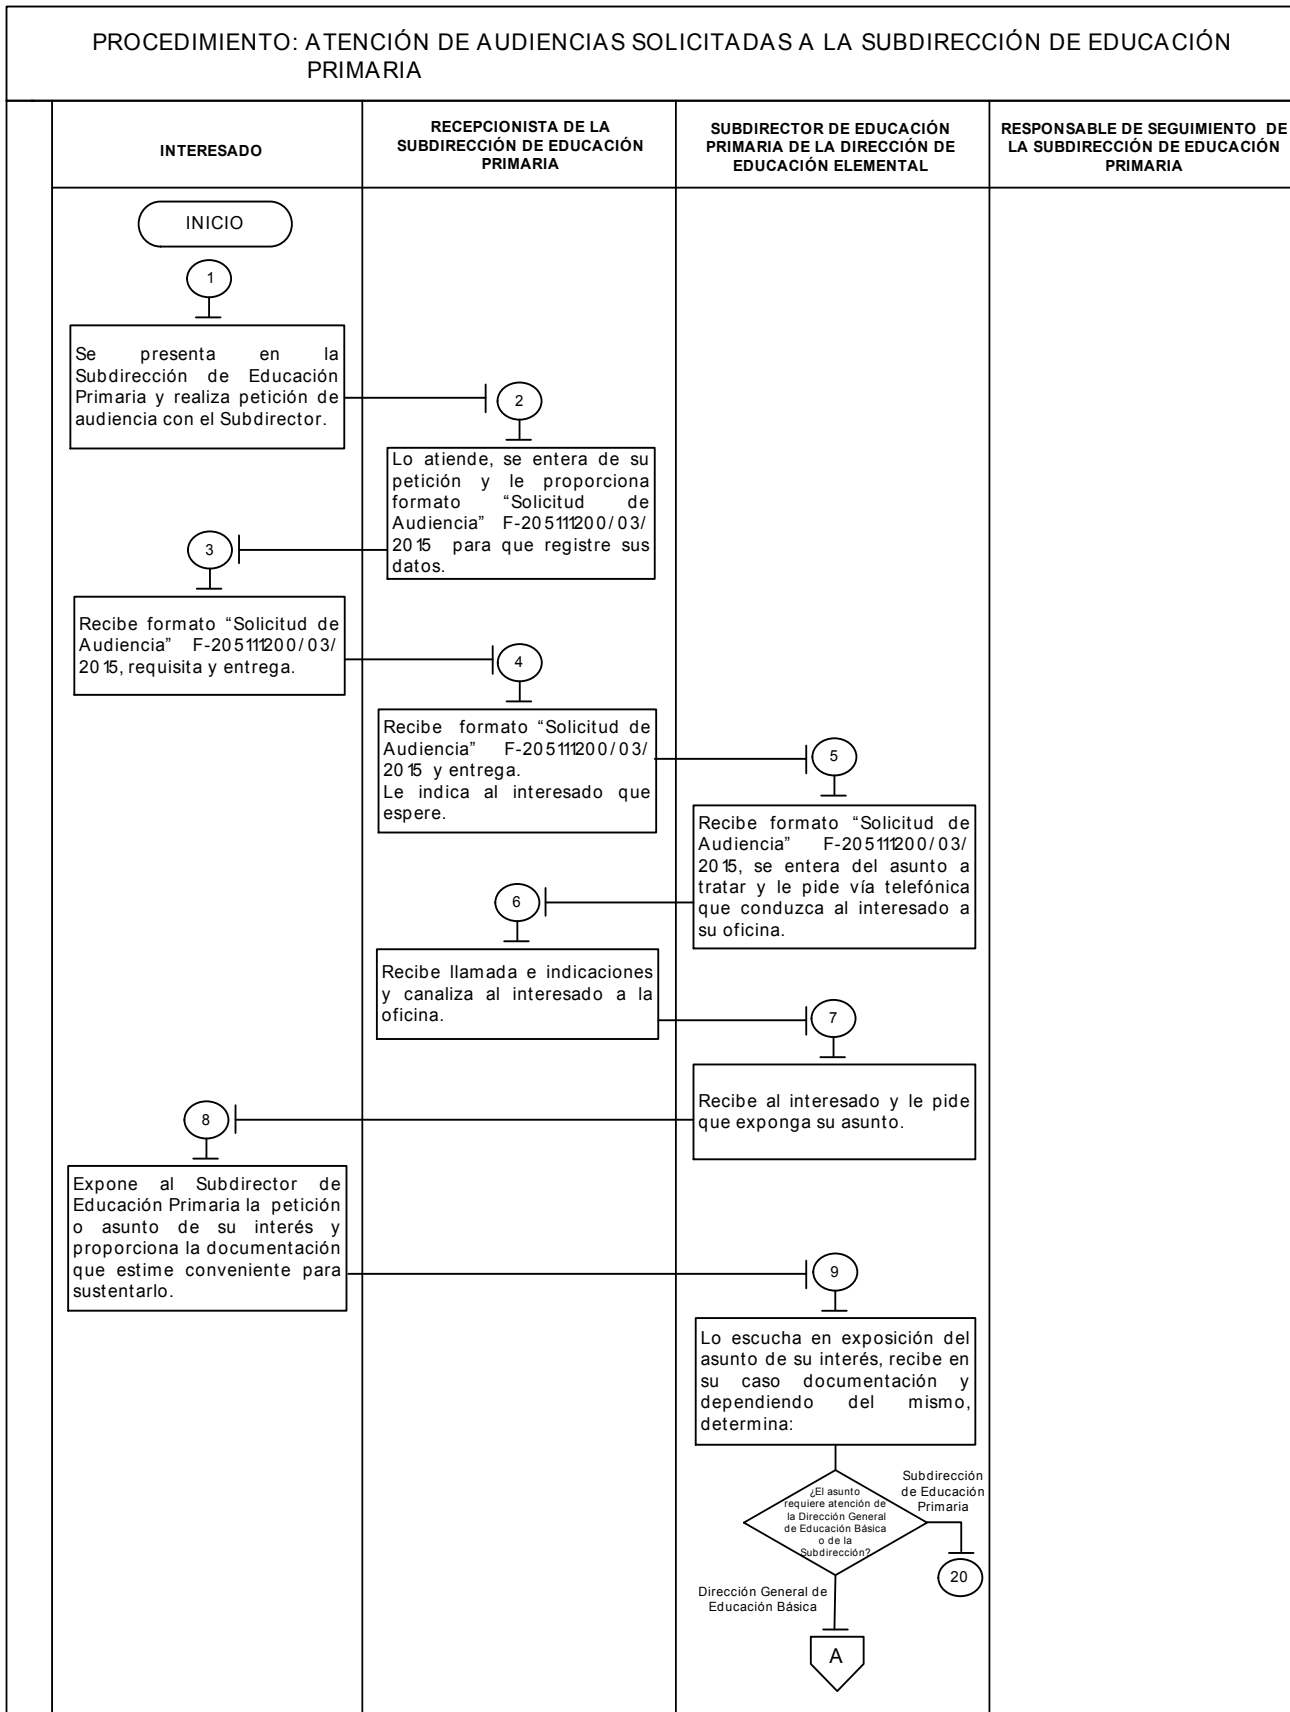 PROCEDIMIENTO: ATENCIÓN DE AUDIENCIAS SOLICITADAS A LA SUBDIRECCIÓN DE EDUCACIÓN
PRIMARIA
INTERESADO
RECEPCIONISTA DE LA
SUBDIRECCIÓN DE EDUCACIÓN
PRIMARIA
SUBDIRECTOR DE EDUCACIÓN
PRIMARIA DE LA DIRECCIÓN DE
EDUCACIÓN ELEMENTAL
RESPONSABLE DE SEGUIMIENTO DE
LA SUBDIRECCIÓN DE EDUCACIÓN
PRIMARIA
INICIO
1
Se presenta en la
Subdirección de Educación
Primaria y realiza petición de
audiencia con el Subdirector.
2
Lo atiende, se entera de su
petición y le proporciona
formato “Solicitud de
Audiencia” F-205111200/03/
2015 para que registre sus
datos.
3
Recibe formato “Solicitud de
Audiencia” F-205111200/03/
2015, requisita y entrega.
4
Recibe formato “Solicitud de
Audiencia” F-205111200/03/
2015 y entrega.
Le indica al interesado que
espere.
5
Recibe formato “Solicitud de
Audiencia” F-205111200/03/
2015, se entera del asunto a
tratar y le pide vía telefónica
que conduzca al interesado a
su oficina.
6
Recibe llamada e indicaciones
y canaliza al interesado a la
oficina.
7
Recibe al interesado y le pide
que exponga su asunto.
8
Expone al Subdirector de
Educación Primaria la petición
o asunto de su interés y
proporciona la documentación
que estime conveniente para
sustentarlo.
9
Lo escucha en exposición del
asunto de su interés, recibe en
su caso documentación y
dependiendo del mismo,
determina:
¿El asunto
requiere atención de
la Dirección General
de Educación Básica
o de la
Subdirección?
Subdirección
de Educación
Primaria
20
Dirección General de
Educación Básica
A